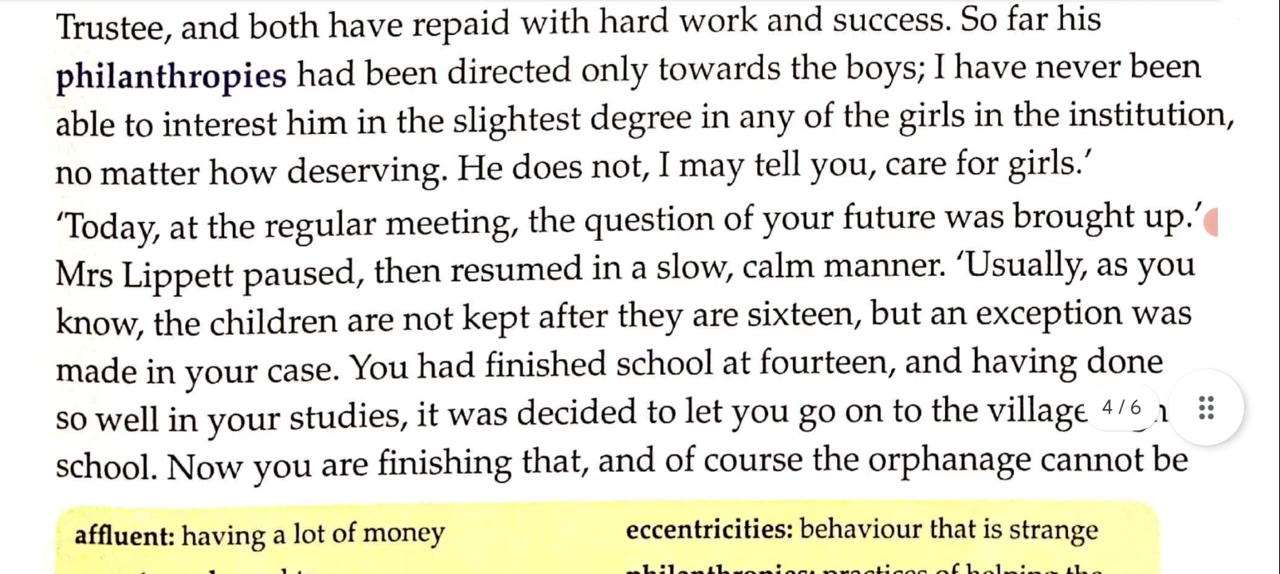 Trustee, and both have repaid with hard work and success. So far his
philanthropies had been directed only towards the boys; I have never been
able to interest him in the slightest degree in any of the girls in the institution,
no matter how deserving. He does not, I may tell you, care for girls.’
‘Today, at the regular meeting, the question of your future was brought up.’
Mrs Lippett paused, then resumed in a slow, calm manner. ‘Usually, as you
know, the children are not kept after they are sixteen, but an exception was
made in your case. You had finished school at fourteen, and having done
so well in your studies, it was decided to let you go on to the village 4/6
school. Now you are finishing that, and of course the orphanage cannot be
affluent: having a lot of money
eccentricities: behaviour that is strange
philanthropies: practices of helping the